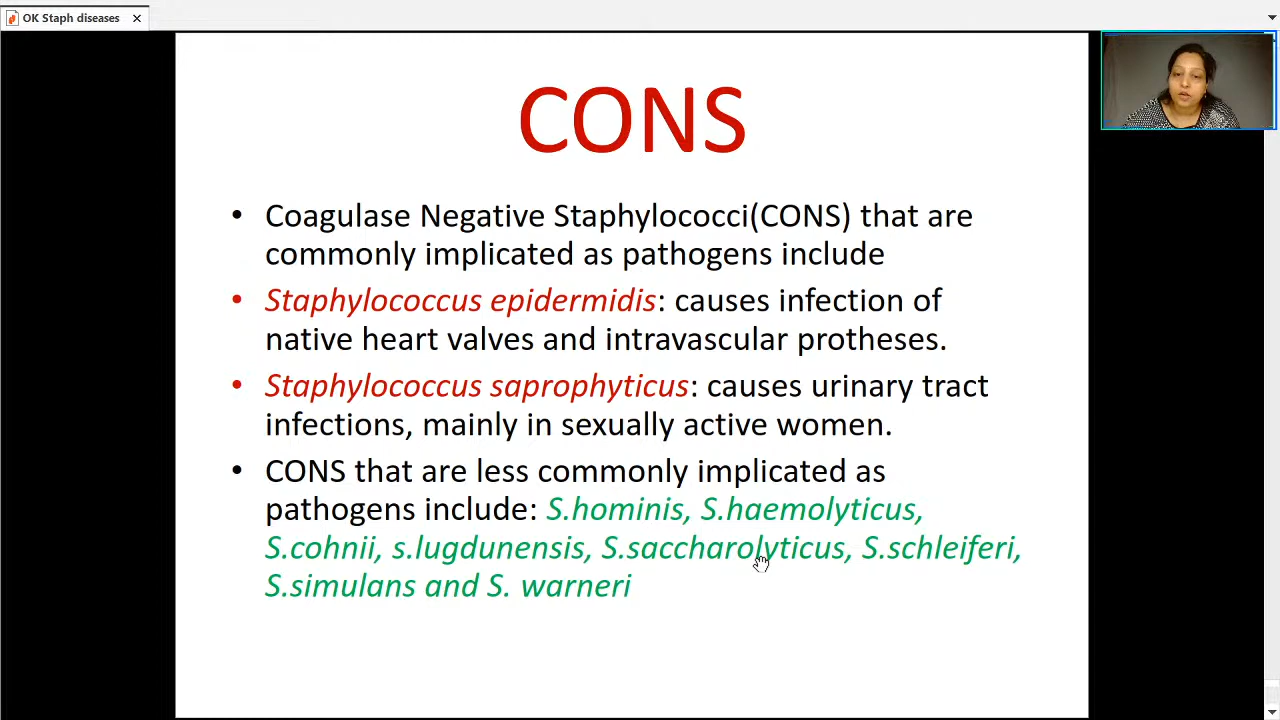 OK Staph diseases
CONS
• Coagulase Negative Staphylococci(CONS) that are
commonly implicated as pathogens include
• Staphylococcus epidermidis: causes infection of
native heart valves and intravascular protheses.
• Staphylococcus saprophyticus: causes urinary tract
infections, mainly in sexually active women.
• CONS that are less commonly implicated as
pathogens include: S.hominis, S.haemolyticus,
S.cohnii, s.lugdunensis, S.saccharolyticus, S.schleiferi,
S.simulans and S. warneri